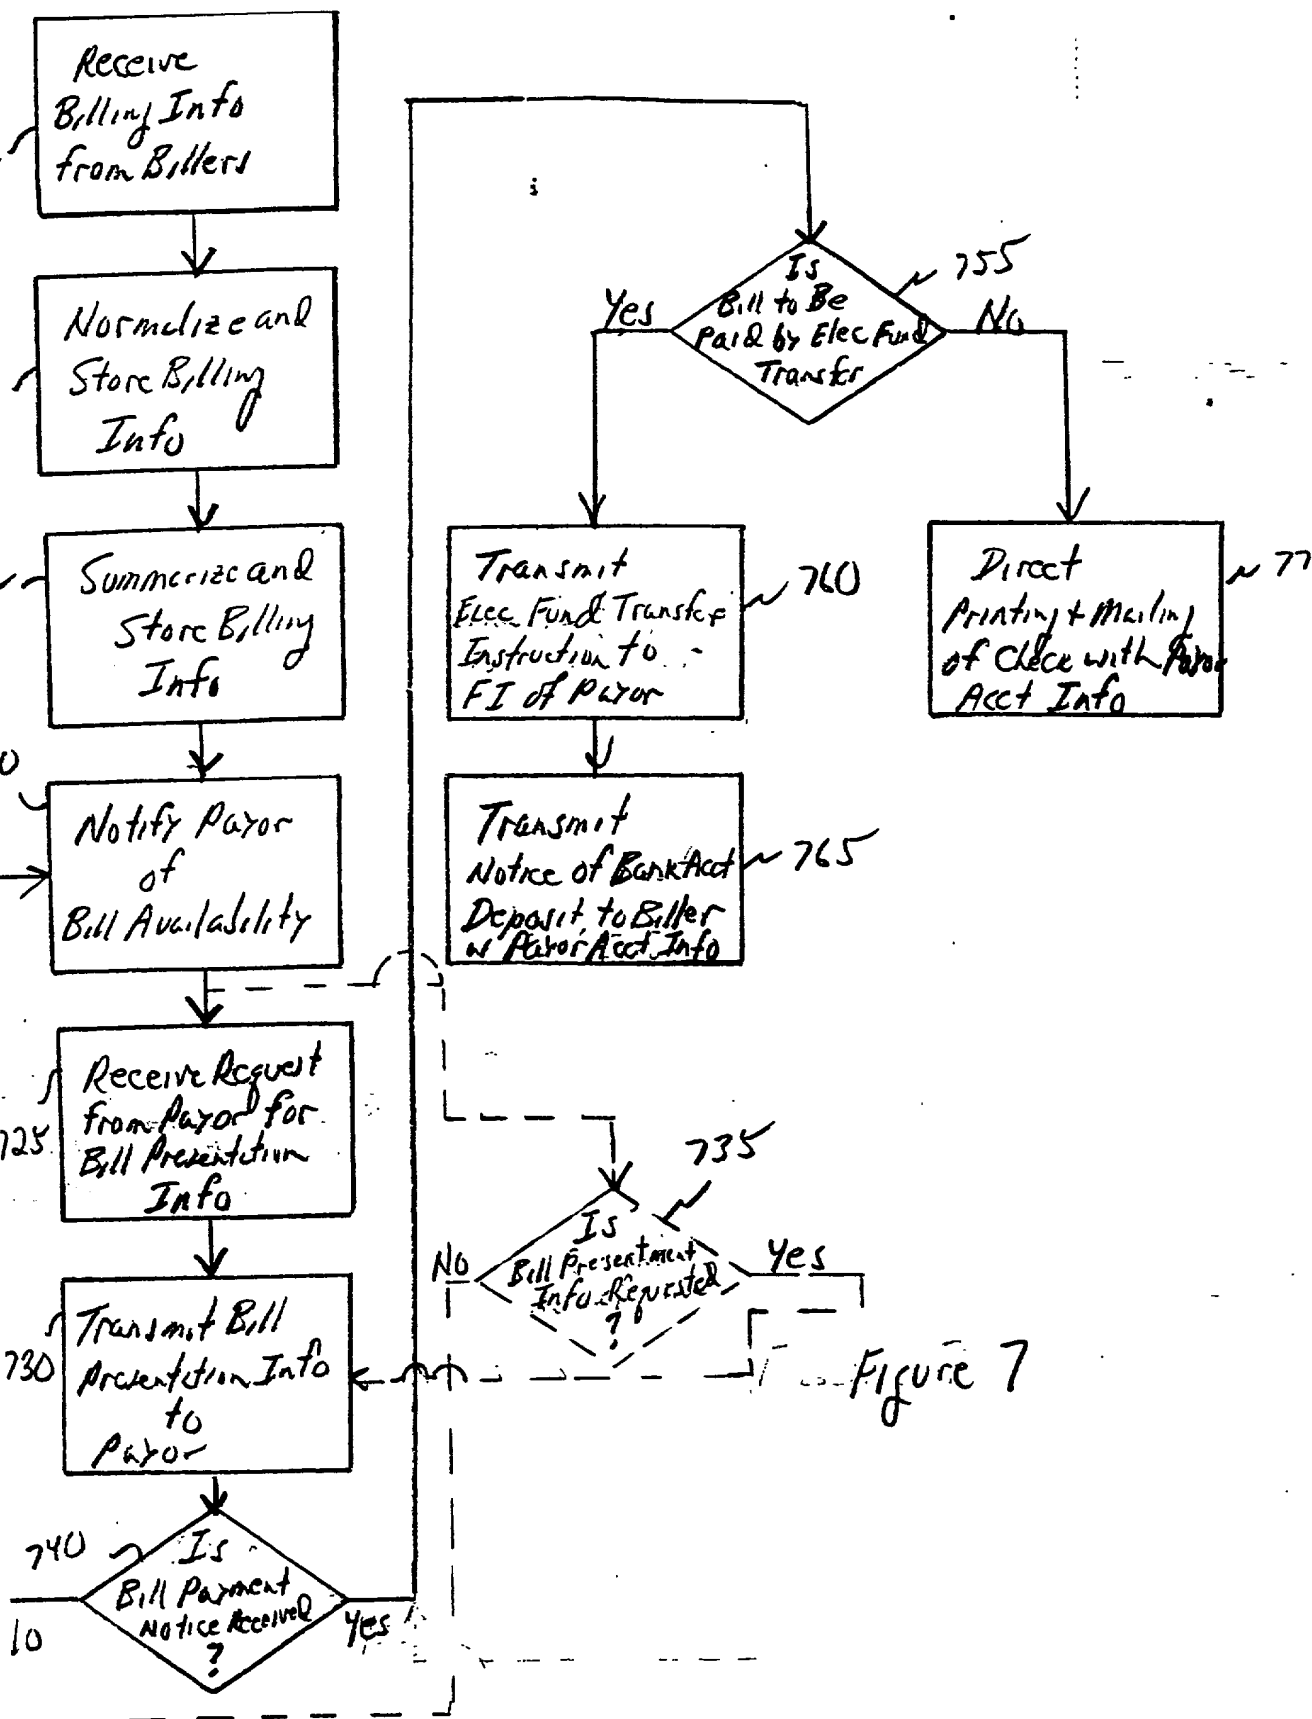 Receive
Billing Info
from Billers
Normalize and
Store Billing
Info
Summarize and
Store Billing
Info
0
Notify Payor
of
Bill Availability
Receive Request
from Payor for
Bill Presentation
Info
725
Transmit Bill
Presentation Info
to
Payor
730
740
Is
Bill Payment
Notice Received
?
10
Yes
Is
Bill to Be
Paid by Elec Fund
Transfer
755
Yes
No
Transmit
Elec Fund Transfer
Instruction to
FI of Payor
760
Direct
Printing + Mailing
of Check with Payor
Acct Info
77
Transmit
Notice of Bank Acct
Deposit to Biller
w Payor Acct Info
765
735
Is
Bill Presentment
Info Requested
?
No
Yes
Figure 7